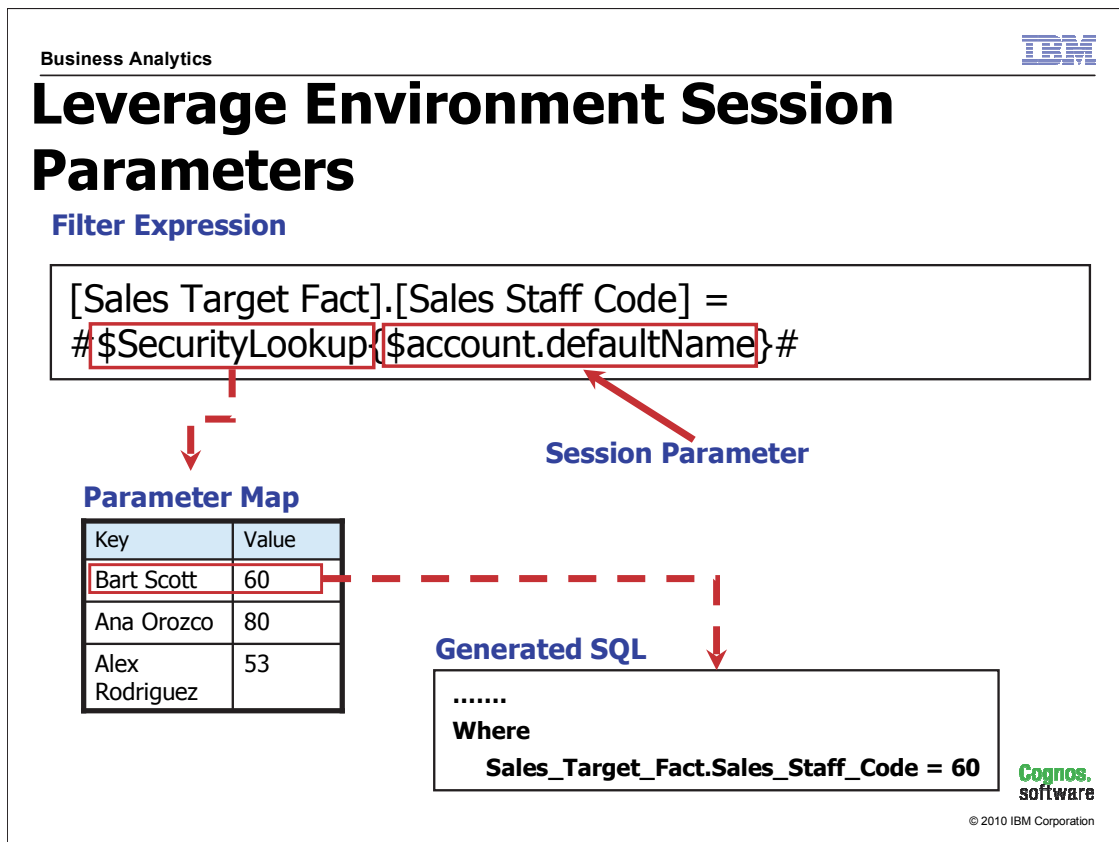 Business Analytics
IBM
Leverage Environment Session
Parameters
Filter Expression
[Sales Target Fact].[Sales Staff Code] =
#$SecurityLookup{$account.defaultName}#
Session Parameter
Parameter Map
Key Value
Bart Scott 60
Ana Orozco 80
Alex 53
Rodriguez
Generated SQL
.......
Where
Sales_Target_Fact.Sales_Staff_Code = 60
Cognos.
software
© 2010 IBM Corporation